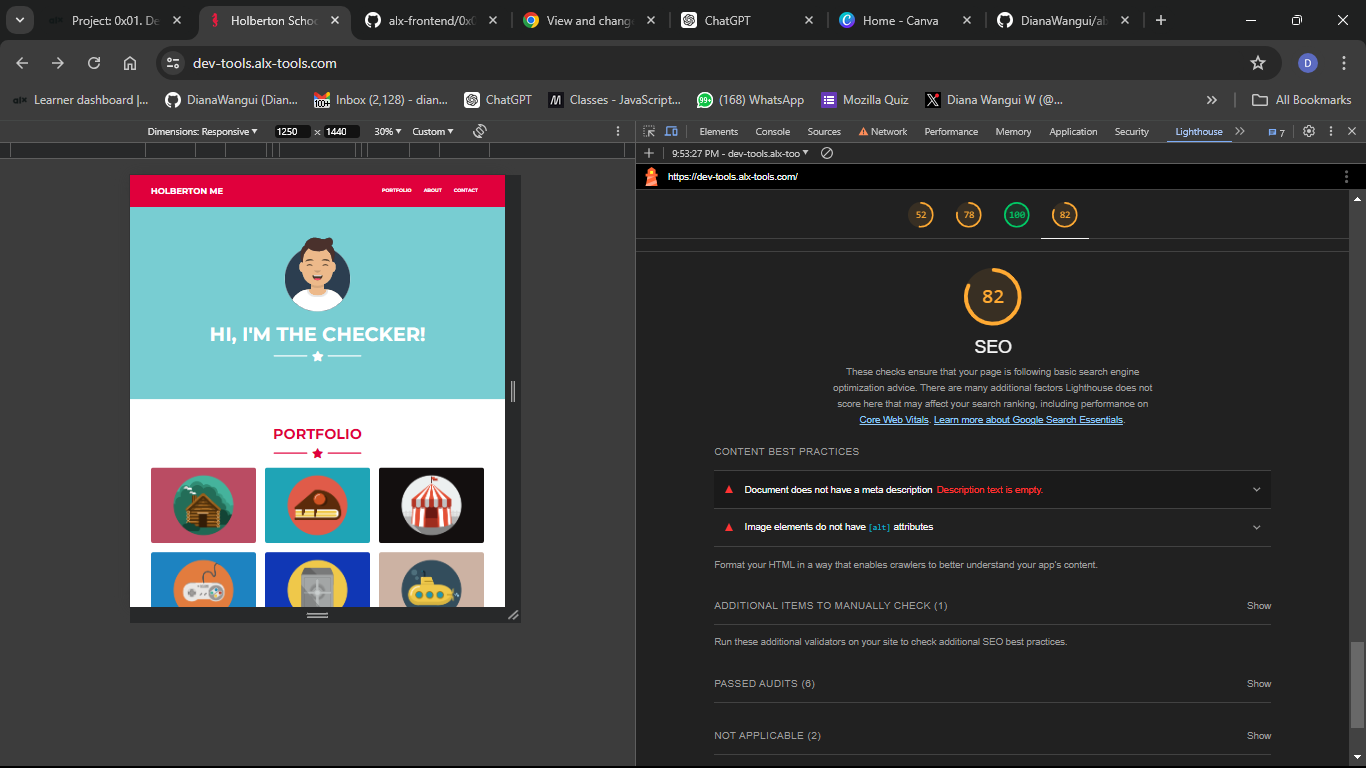 Project: 0x01. De
Holberton Schoo
alx-frontend/0x0
View and change
ChatGPT
Home - Canva
DianaWangui/al
dev-tools.alx-tools.com
D
alx Learner dashboard |...
DianaWangui (Dian...
100+ Inbox (2,128) - dian...
ChatGPT
Classes - JavaScript...
99+ (168) WhatsApp
Mozilla Quiz
Diana Wangui W (@...
All Bookmarks
Dimensions: Responsive
1250 × 1440
30%
Custom
Elements
Console
Sources
Network
Performance
Memory
Application
Security
Lighthouse
7
9:53:27 PM - dev-tools.alx-too
https://dev-tools.alx-tools.com/
HOLBERTON ME
PORTFOLIO
ABOUT
CONTACT
HI, I'M THE CHECKER!
PORTFOLIO
52
78
100
82
82
SEO
These checks ensure that your page is following basic search engine
optimization advice. There are many additional factors Lighthouse does not
score here that may affect your search ranking, including performance on
Core Web Vitals. Learn more about Google Search Essentials.
CONTENT BEST PRACTICES
Document does not have a meta description Description text is empty.
Image elements do not have [alt] attributes
Format your HTML in a way that enables crawlers to better understand your app's content.
ADDITIONAL ITEMS TO MANUALLY CHECK (1) Show
Run these additional validators on your site to check additional SEO best practices.
PASSED AUDITS (6) Show
NOT APPLICABLE (2) Show